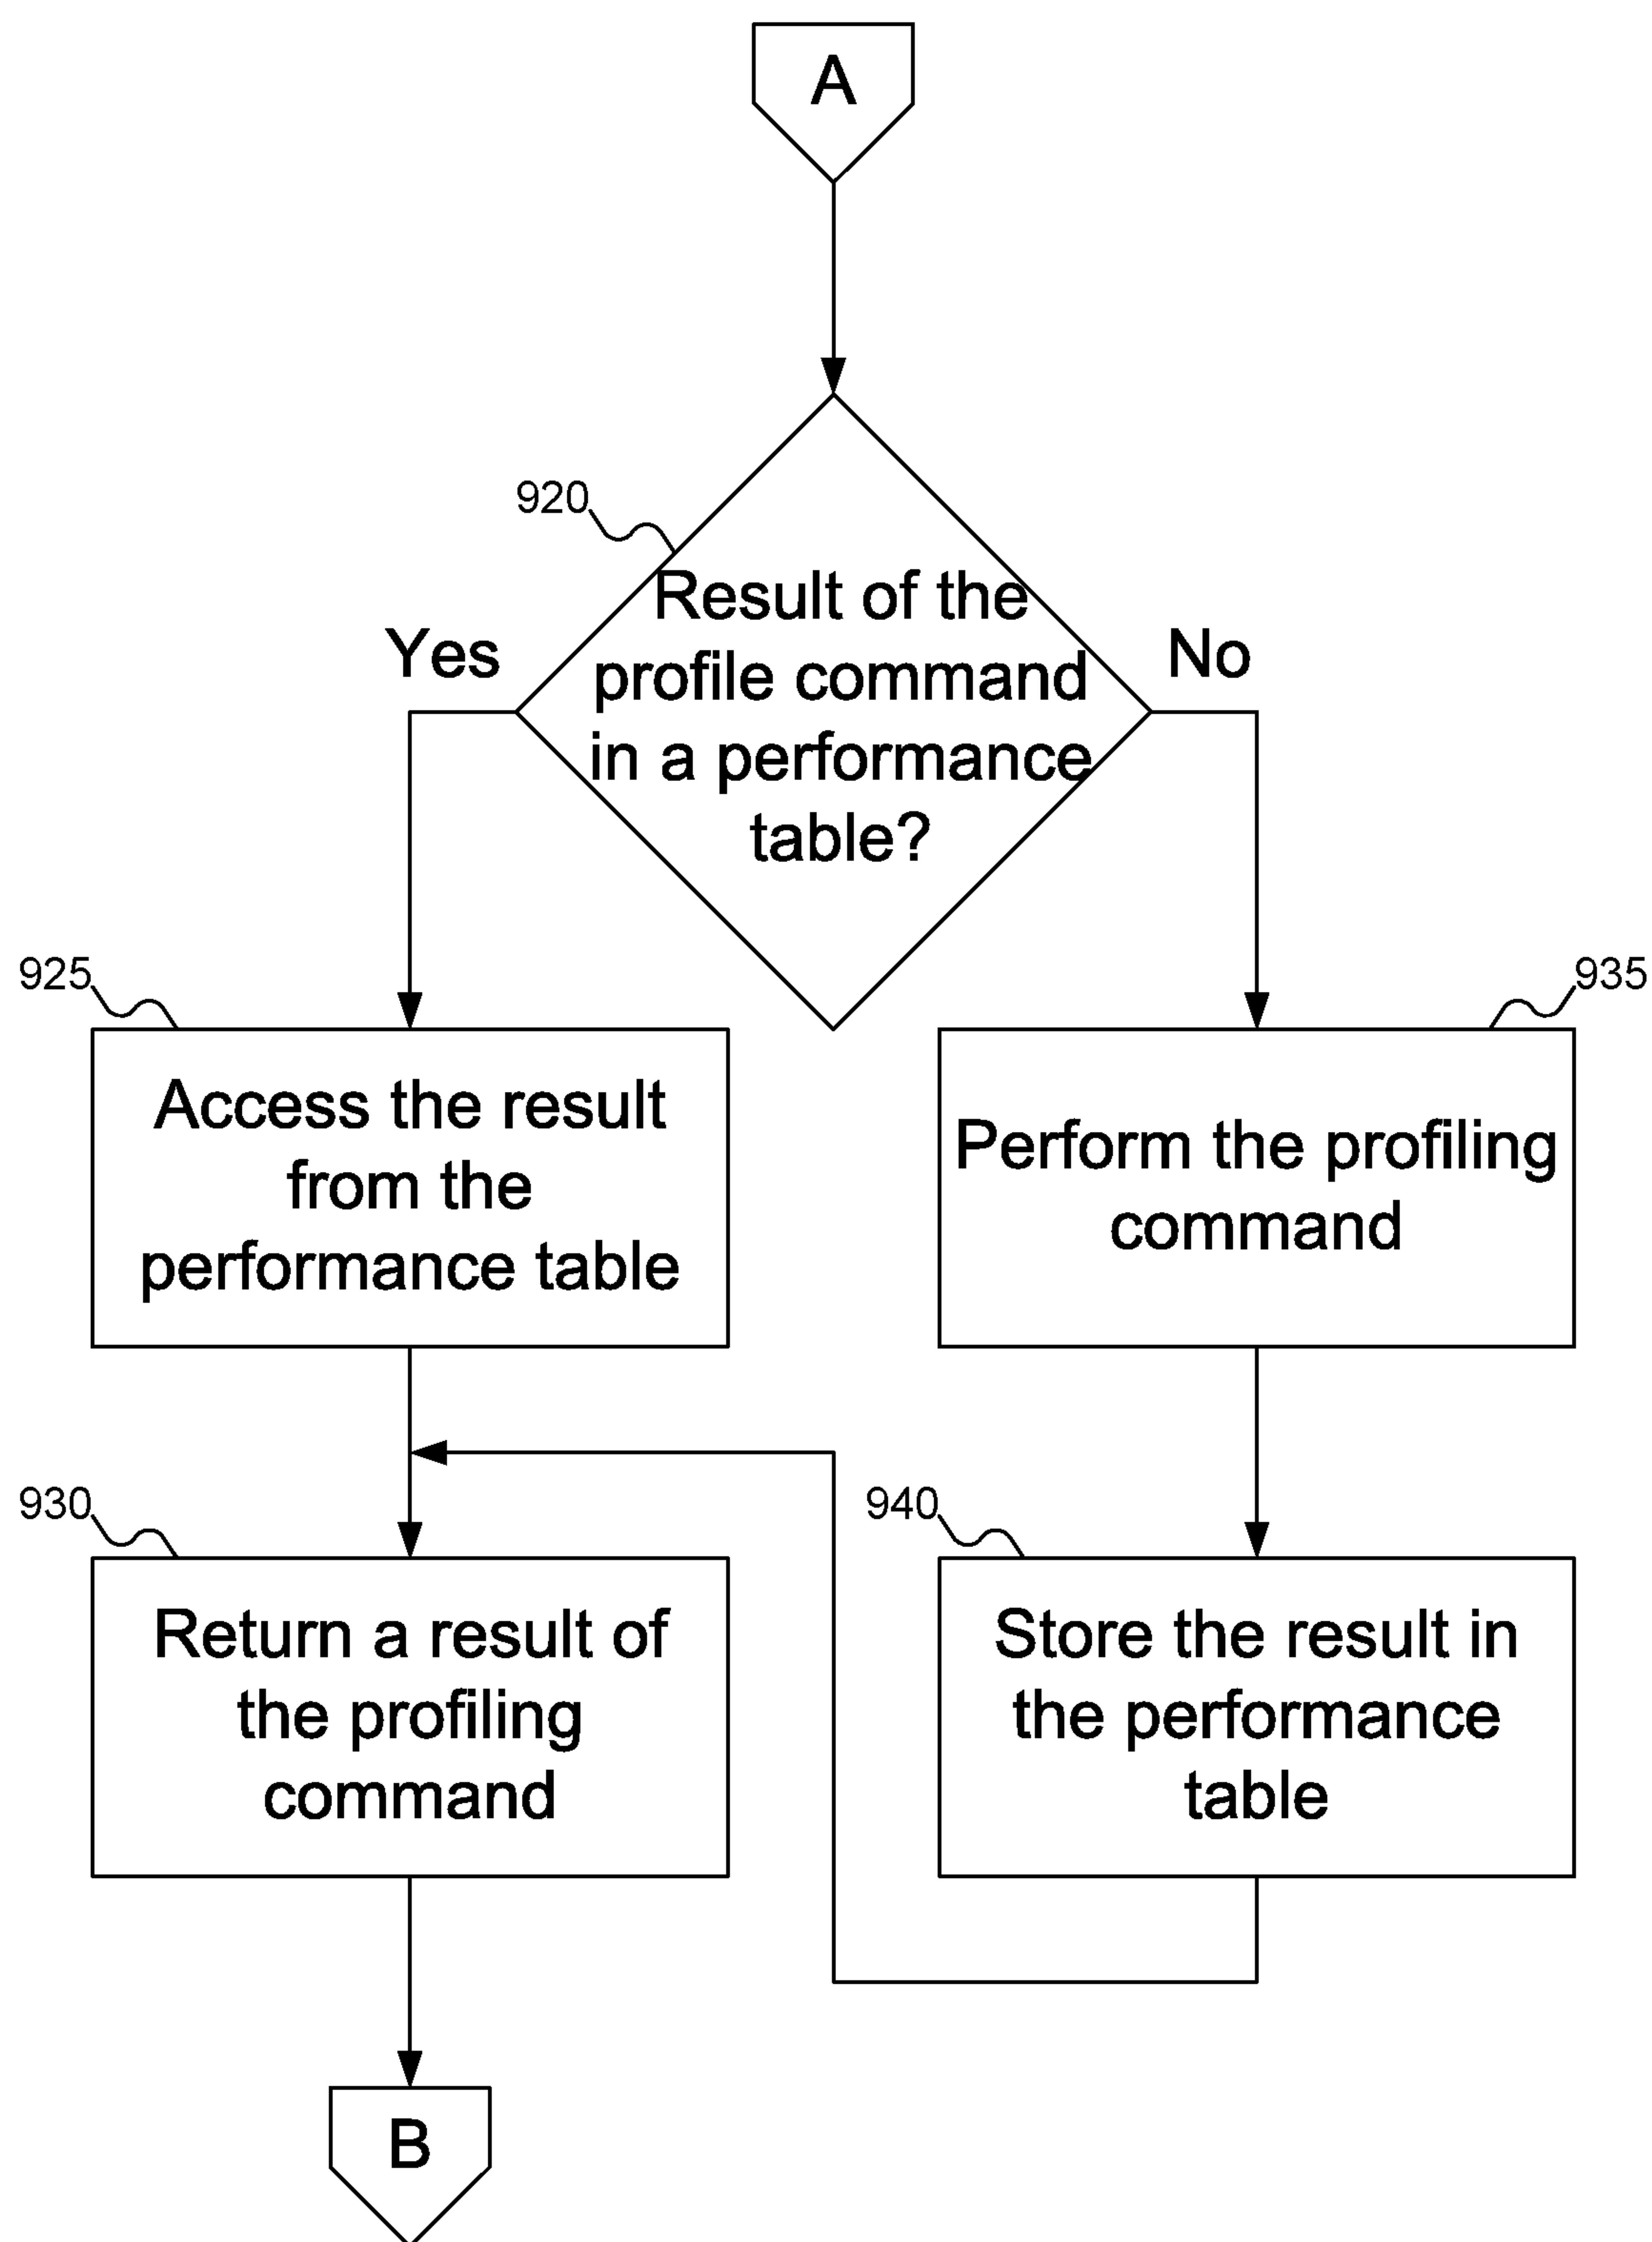 A
920
Result of the
profile command
in a performance
table?
Yes
No
925
Access the result
from the
performance table
935
Perform the profiling
command
930
Return a result of
the profiling
command
940
Store the result in
the performance
table
B